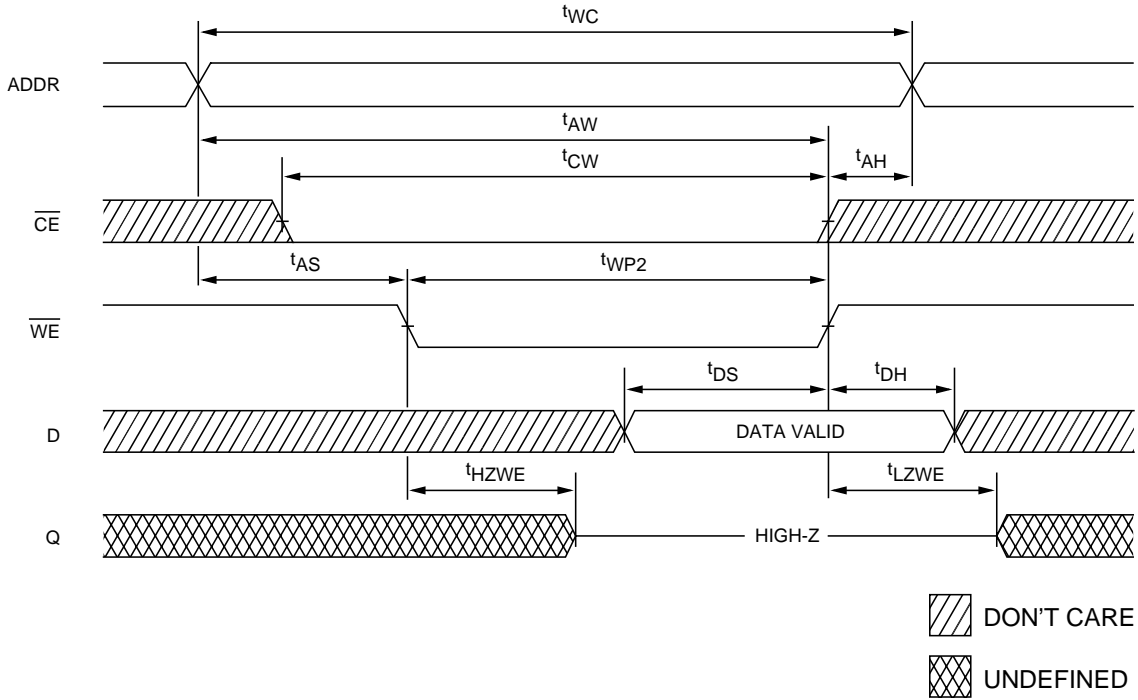 tWC
ADDR
tAW
tCW
tAH
CE
tAS
tWP2
WE
tDS
tDH
D
DATA VALID
tHZWE
tLZWE
Q
HIGH-Z
DON'T CARE
UNDEFINED